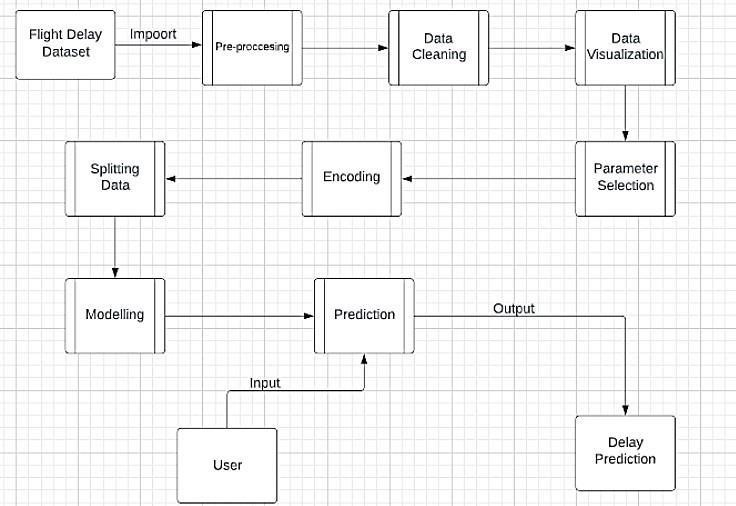 Flight Delay
Dataset
Impoort
Pre-proccesing
Data
Cleaning
Data
Visualization
Splitting
Data
Encoding
Parameter
Selection
Modelling
Prediction
Output
Input
User
Delay
Prediction